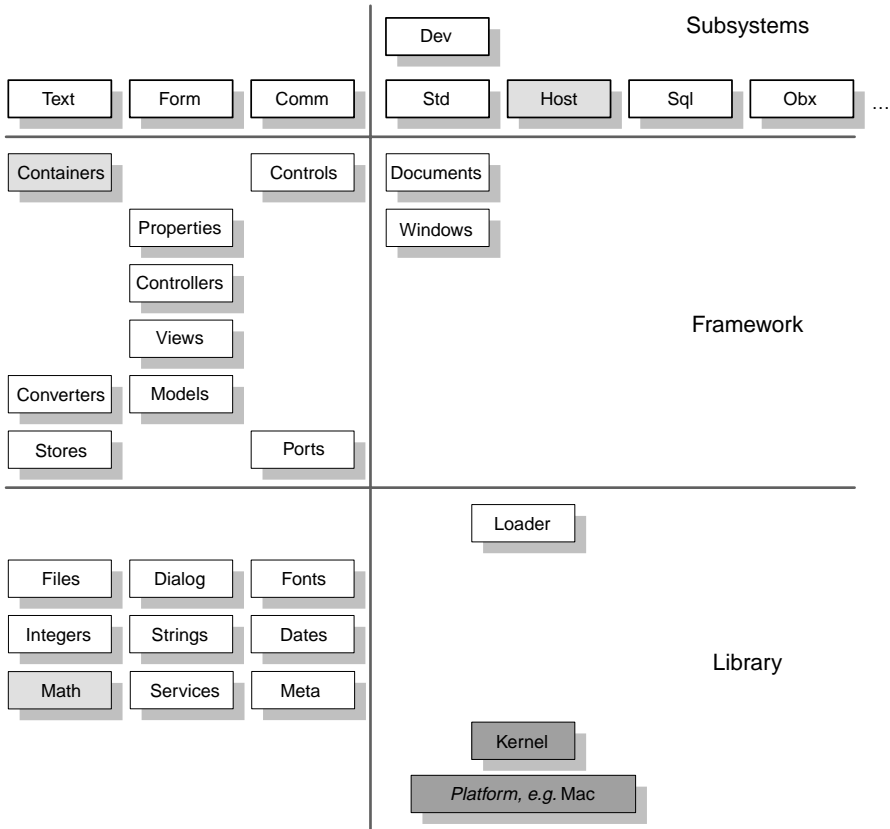 Dev
Subsystems
Text Form Comm Std Host Sql Obx ...
Containers Controls Documents
Properties Windows
Controllers
Framework
Views
Converters Models
Stores Ports
Loader
Files Dialog Fonts
Integers Strings Dates
Library
Math Services Meta
Kernel
Platform, e.g. Mac